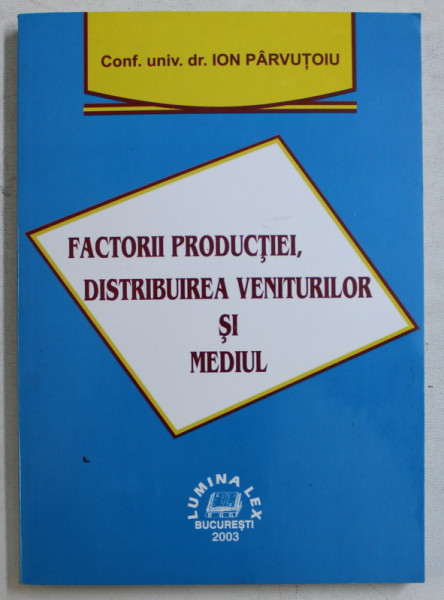 Conf. univ. dr. ION PÂRVUȚOIU
FACTORII PRODUCȚIEI,
DISTRIBUIREA VENITURILOR
ȘI
MEDIUL
LUMINA LEX
BUCUREȘTI
2003